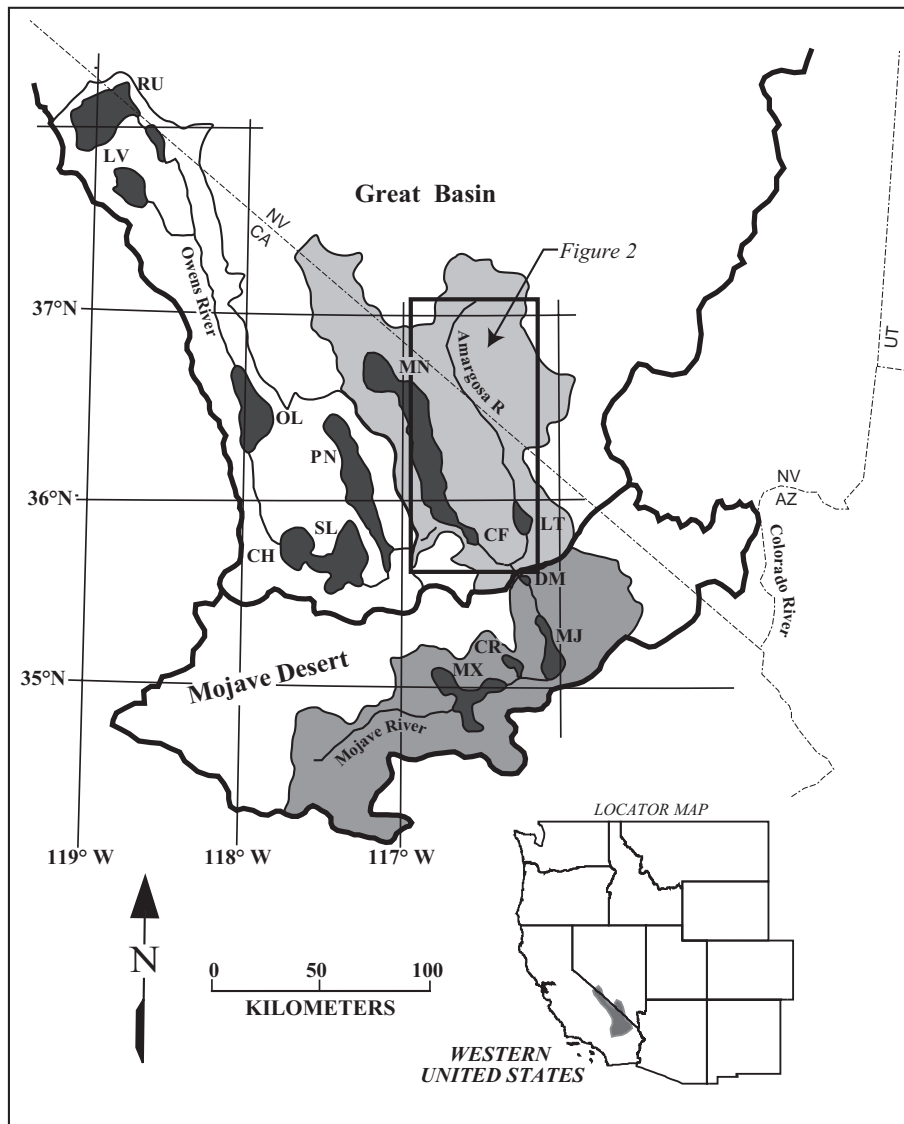 RU
LV
Great Basin
NV
CA
Figure 2
Owens River
37°N
UT
Amargosa R
MN
OL
PN
36°N
NV
AZ
SL
CF
LT
CH
DM
Colorado River
MJ
CR
MX
Mojave Desert
35°N
Mojave River
LOCATOR MAP
119° W
118° W
117° W
N
0
50
100
KILOMETERS
WESTERN
UNITED STATES